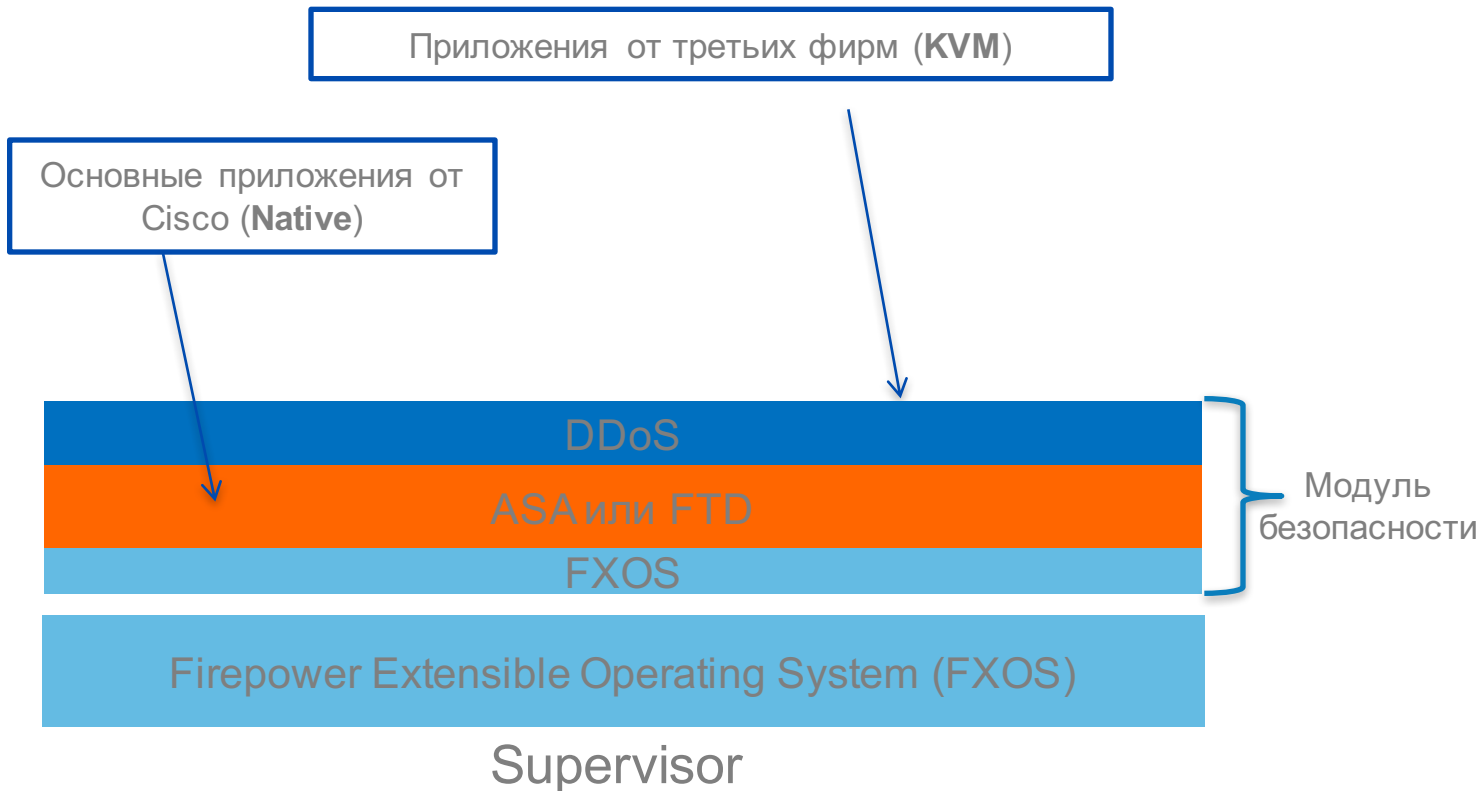 Приложения от третьих фирм (KVM)
Основные приложения от
Cisco (Native)
DDoS
ASA или FTD
FXOS
Модуль
безопасности
Firepower Extensible Operating System (FXOS)
Supervisor